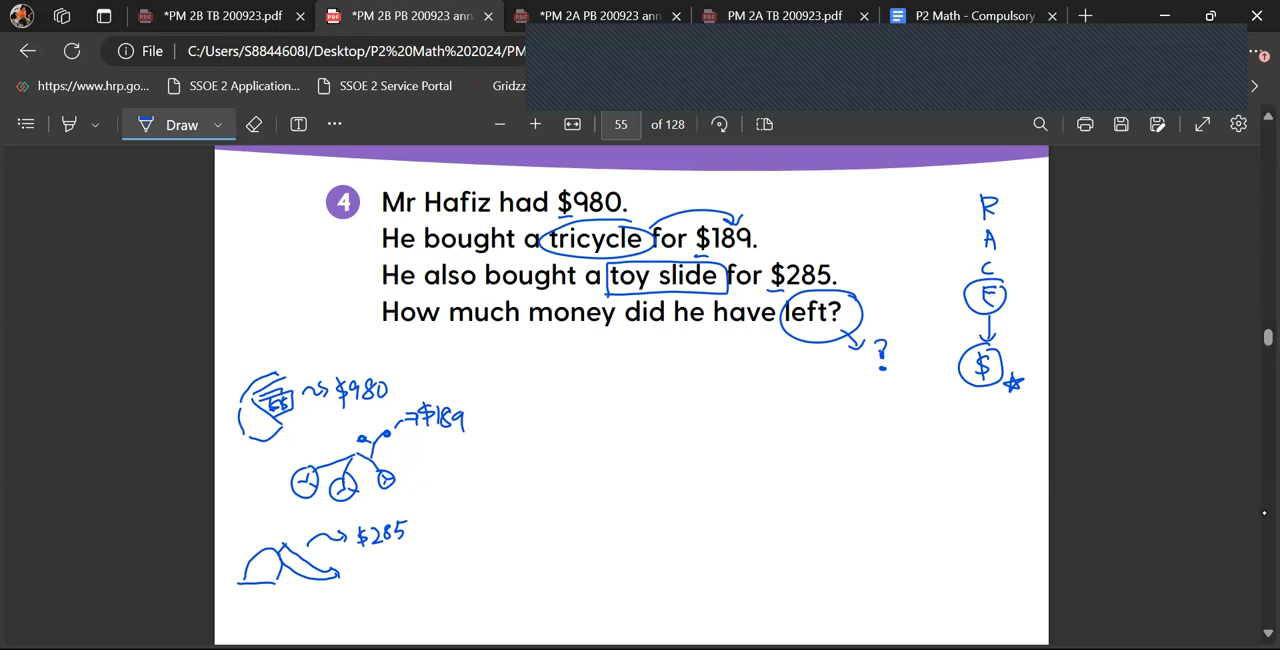 *PM 2B TB 200923.pdf
*PM 2B PB 200923 ann
*PM 2A PB 200923 ann
PM 2A TB 200923.pdf
P2 Math - Compulsory
File
C:/Users/S8844608I/Desktop/P2%20Math%202024/PM
https://www.hrp.go...
SSOE 2 Application...
SSOE 2 Service Portal
Gridzz
Draw
55
of 128
4 Mr Hafiz had $980.
He bought a tricycle for $189.
He also bought a toy slide for $285.
How much money did he have left?
?
R
A
C
E
$
$980
$189
$285